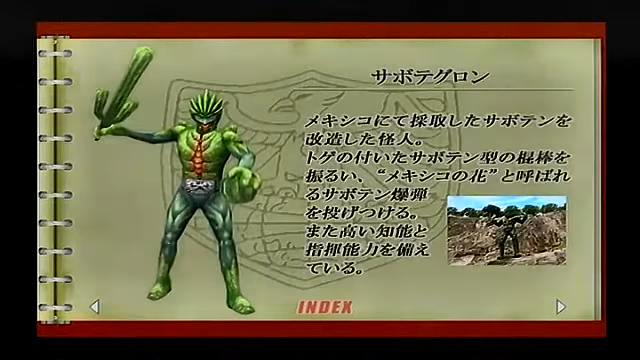 サボテグロン
メキシコにて採取したサボテンを
改造した怪人。
トゲの付いたサボテン型の棍棒を
振るい、“メキシコの花”と呼ばれ
るサボテン爆弾
を投げつける。
また高い知能と
指揮能力を備え
ている。
INDEX